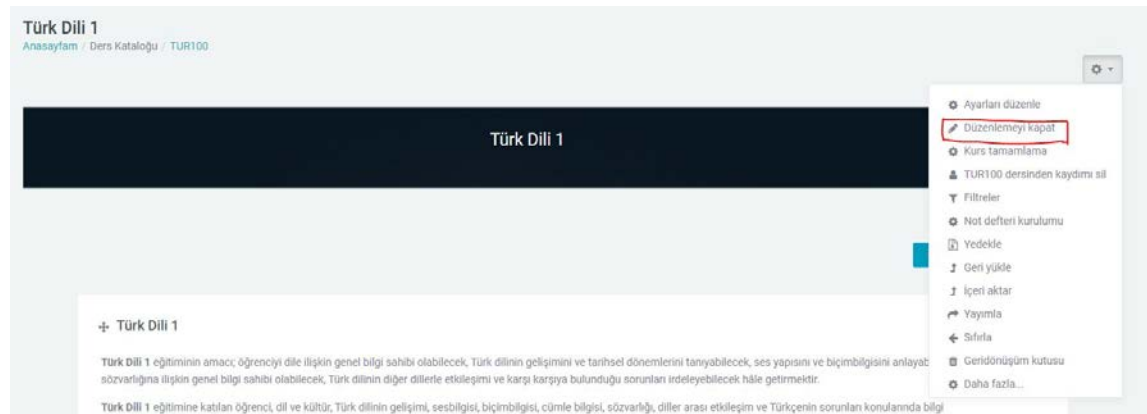 Türk Dili 1
Anasayfam / Ders Kataloğu / TUR100
Türk Dili 1
Ayarları düzenle
Düzenlemeyi kapat
Kurs tamamlama
TUR100 dersinden kaydımı sil
Filtreler
Not defteri kurulumu
Yedekle
Geri yükle
İçeri aktar
Yayımla
Sıfırla
Geridönüşüm kutusu
Daha fazla...
Türk Dili 1
Türk Dili 1 eğitiminin amacı; öğrenciyi dile ilişkin genel bilgi sahibi olabilecek, Türk dilinin gelişimini ve tarihsel dönemlerini tanıyabilecek, ses yapısını ve biçimbilgisini anlayab
sözvarlığına ilişkin genel bilgi sahibi olabilecek, Türk dilinin diğer dillerle etkileşimi ve karşı karşıya bulunduğu sorunları irdeleyebilecek hâle getirmektir.
Türk Dili 1 eğitimine katılan öğrenci, dil ve kültür, Türk dilinin gelişimi, sesbilgisi, biçimbilgisi, cümle bilgisi, sözvarlığı, diller arası etkileşim ve Türkçenin sorunları konularında bilgi